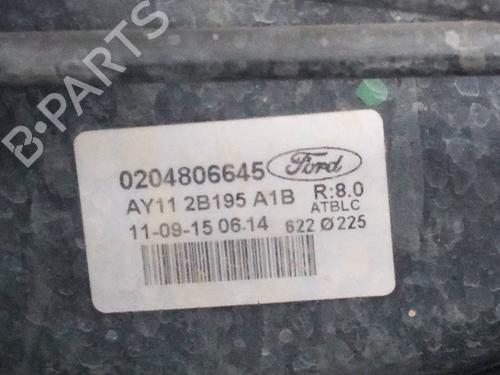 B-PARTS
0204806645 Ford
AY11 2B195 A1B R:8.0
ATBLC
11-09-15 06.14 622 Ø 225